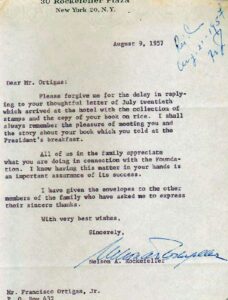 30 Rockefeller Plaza
New York 20, N.Y.
August 9, 1957
Dear Mr. Ortigas:
Please forgive me for the delay in reply-
ing to your thoughtful letter of July twentieth
which arrived at the hotel with the collection of
stamps and the copy of your book on rice. I shall
always remember the pleasure of meeting you and
the story about your book which you told at the
President's breakfast.
All of us in the family appreciate
what you are doing in connection with the Founda-
tion. I know having this matter in your hands is
an important assurance of its success.
I have given the envelopes to the other
members of the family who have asked me to express
their sincere thanks.
With very best wishes,
Sincerely,
Nelson A. Rockefeller
Nelson A. Rockefeller
Mr. Francisco Ortigas, Jr.
P. O. Box 432